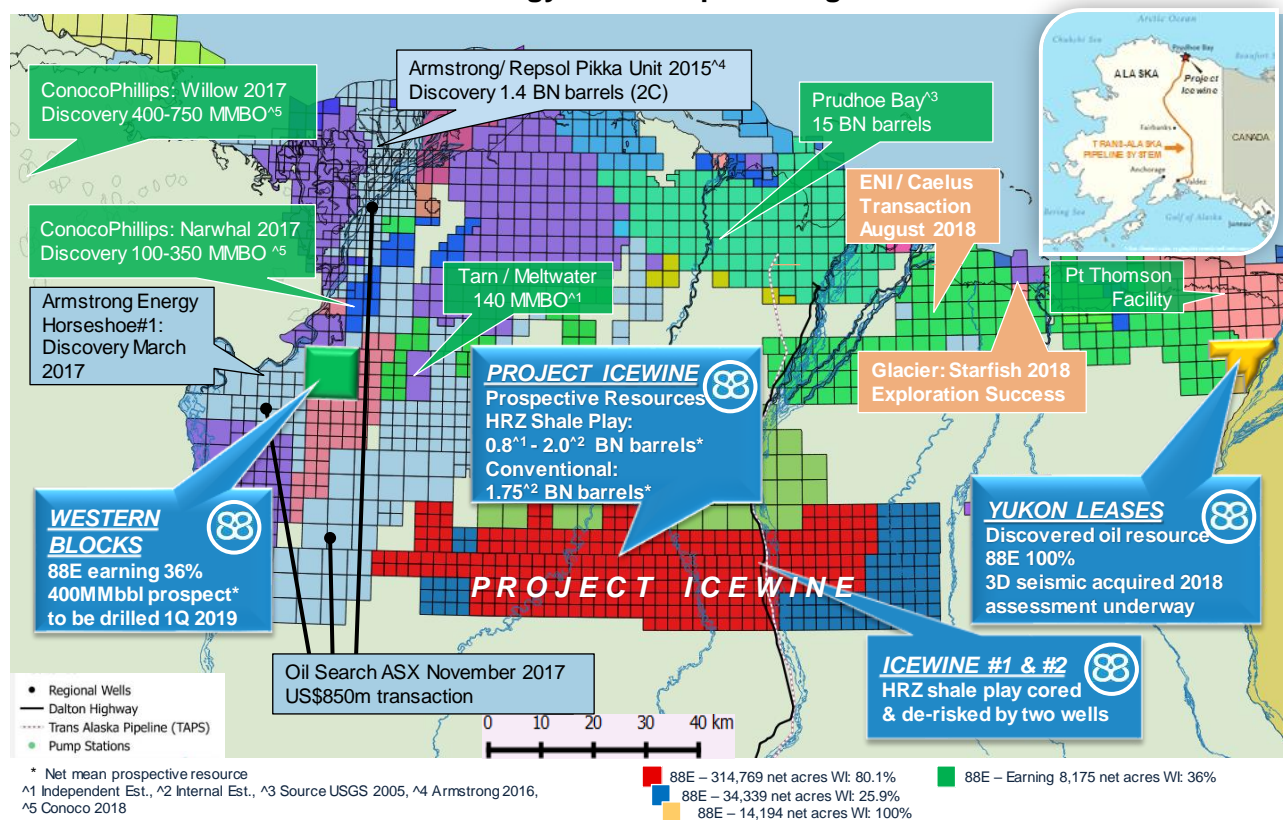 ConocoPhillips: Willow 2017
Discovery 400-750 MMBO^5
Armstrong/ Repsol Pikka Unit 2015^4
Discovery 1.4 BN barrels (2C)
Prudhoe Bay^3
15 BN barrels
Arctic Ocean
Chukchi Sea
Beaufort Sea
Prudhoe Bay
ALASKA
Project
Icewine
Fairbanks
CANADA
TRANS-ALASKA
PIPELINE SYSTEM
Anchorage
Valdez
Bering Sea
Gulf of Alaska
Juneau
ENI / Caelus
Transaction
August 2018
ConocoPhillips: Narwhal 2017
Discovery 100-350 MMBO ^5
Tarn / Meltwater
140 MMBO^1
Pt Thomson
Facility
Armstrong Energy
Horseshoe#1:
Discovery March
2017
Glacier: Starfish 2018
Exploration Success
PROJECT ICEWINE
Prospective Resources
HRZ Shale Play:
0.8^1 - 2.0^2 BN barrels*
Conventional:
1.75^2 BN barrels*
WESTERN
BLOCKS
88E earning 36%
400MMbbl prospect*
to be drilled 1Q 2019
YUKON LEASES
Discovered oil resource
88E 100%
3D seismic acquired 2018
assessment underway
PROJECT ICEWINE
Oil Search ASX November 2017
US$850m transaction
ICEWINE #1 & #2
HRZ shale play cored
& de-risked by two wells
Regional Wells
Dalton Highway
Trans Alaska Pipeline (TAPS)
Pump Stations
0 10 20 30 40 km
* Net mean prospective resource
^1 Independent Est., ^2 Internal Est., ^3 Source USGS 2005, ^4 Armstrong 2016,
^5 Conoco 2018
88E – 314,769 net acres WI: 80.1%
88E – Earning 8,175 net acres WI: 36%
88E – 34,339 net acres WI: 25.9%
88E – 14,194 net acres WI: 100%